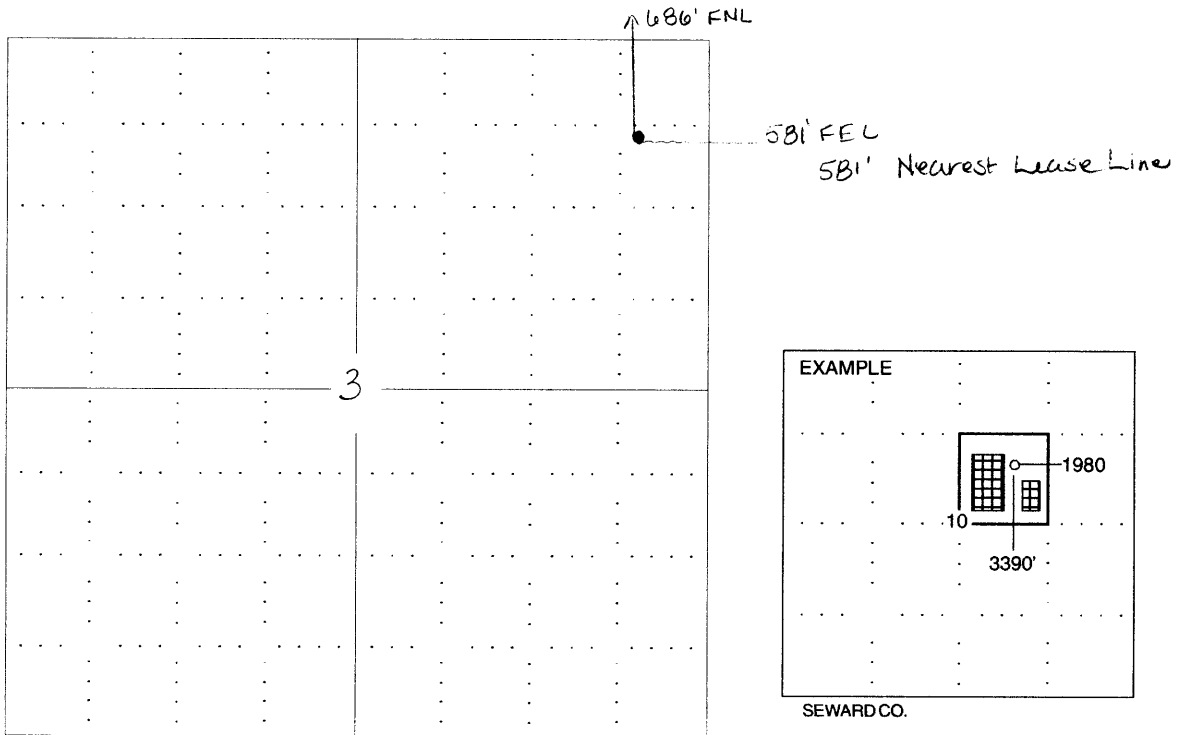 686' FNL
581' FEL
581' Nearest Lease Line
3
EXAMPLE
1980
10
3390'
SEWARD CO.